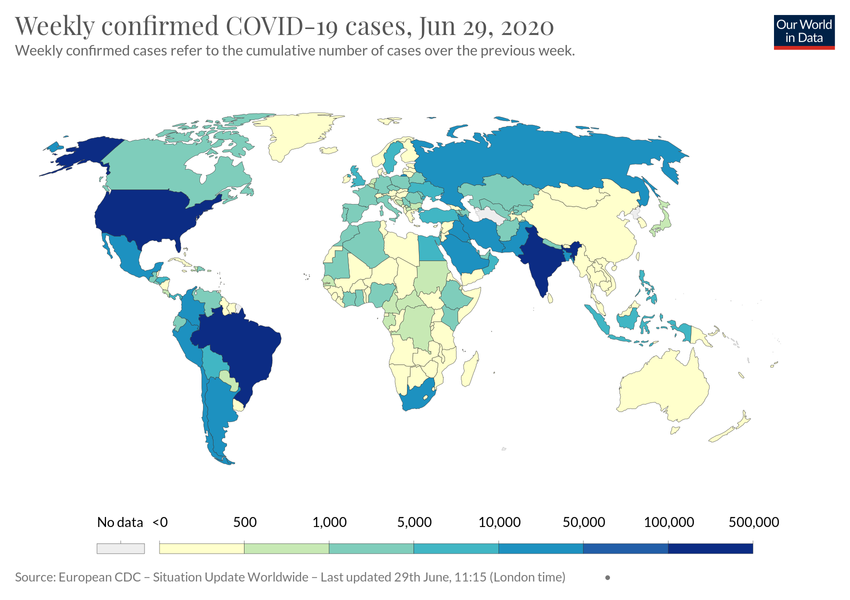 Weekly confirmed COVID-19 cases, Jun 29, 2020
Weekly confirmed cases refer to the cumulative number of cases over the previous week.
Our World
in Data
No data <0 500 1,000 5,000 10,000 50,000 100,000 500,000
Source: European CDC – Situation Update Worldwide – Last updated 29th June, 11:15 (London time) •